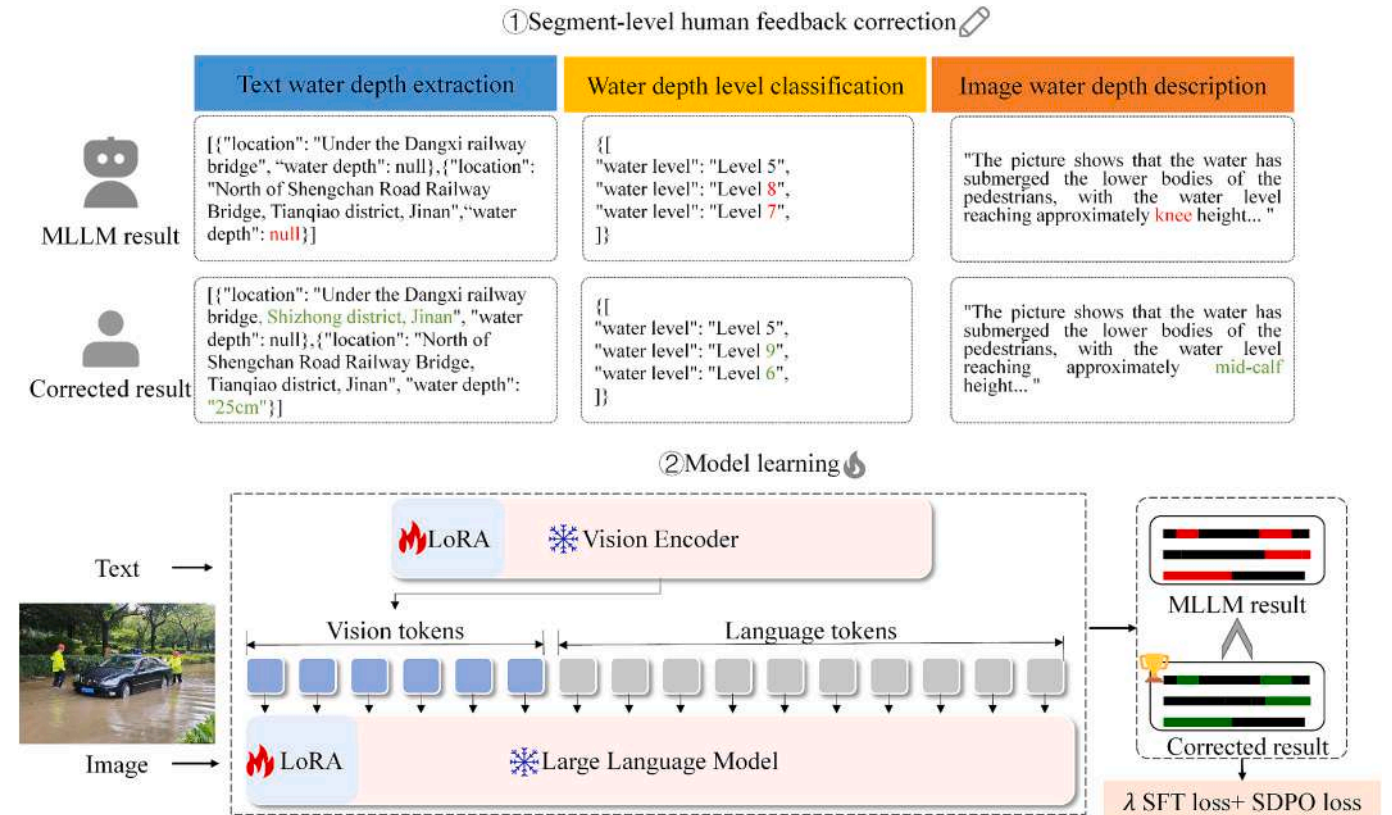 ①Segment-level human feedback correction
Text water depth extraction
Water depth level classification
Image water depth description
MLLM result
[{"location": "Under the Dangxi railway
bridge", “water depth": null},{"location":
"North of Shengchan Road Railway
Bridge, Tianqiao district, Jinan",“water
depth": null}]
{[
"water level": "Level 5",
"water level": "Level 8",
"water level": "Level 7",
]}
"The picture shows that the water has
submerged the lower bodies of the
pedestrians, with the water level
reaching approximately knee height... "
Corrected result
[{"location": "Under the Dangxi railway
bridge, Shizhong district, Jinan", "water
depth": null},{"location": "North of
Shengchan Road Railway Bridge,
Tianqiao district, Jinan", "water depth":
"25cm"}]
{[
"water level": "Level 5",
"water level": "Level 9",
"water level": "Level 6",
]}
"The picture shows that the water has
submerged the lower bodies of the
pedestrians, with the water level
reaching approximately mid-calf
height... "
②Model learning
Text
Image
LoRA
Vision Encoder
Vision tokens
Language tokens
LoRA
Large Language Model
MLLM result
Corrected result
λ SFT loss+ SDPO loss